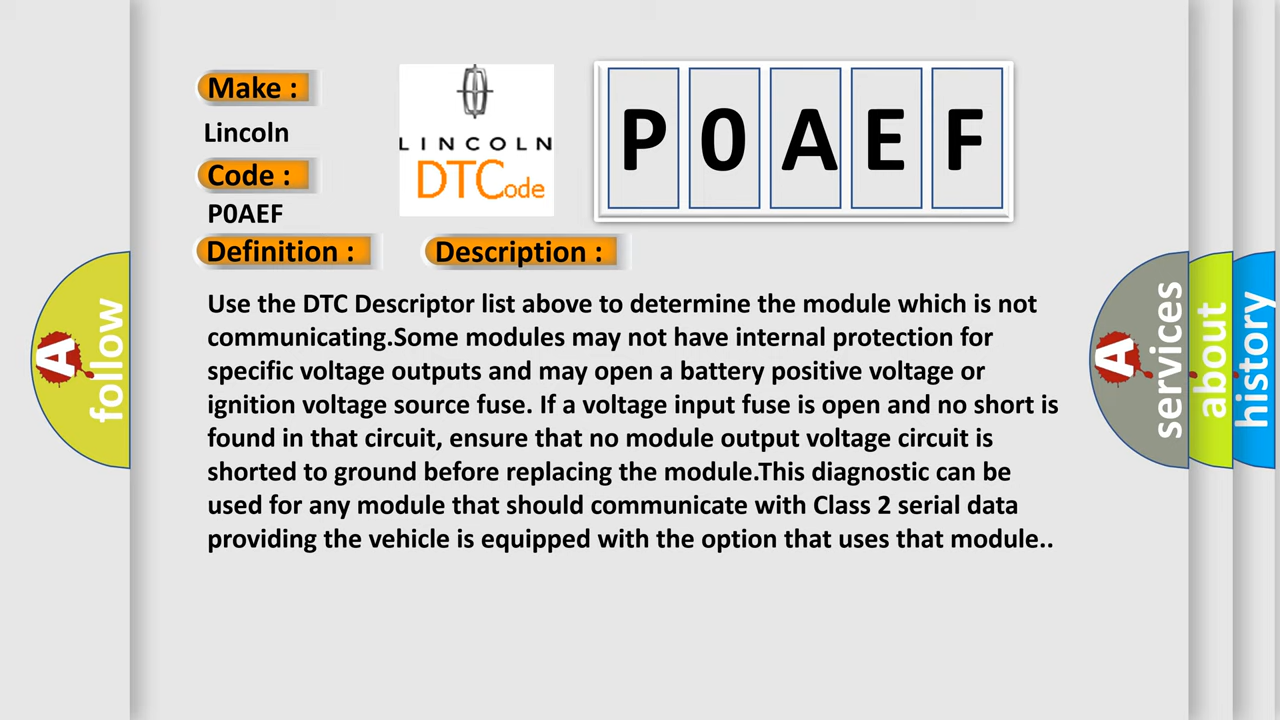 Make :
Lincoln
Code :
P0AEF
Definition :
Description :
LINCOLN
DTCode
P0AEF
Use the DTC Descriptor list above to determine the module which is not
communicatingSome modules may not have internal protection for
specific voltage outputs and may open a battery positive voltage or
ignition voltage source fuse. If a voltage input fuse is open and no short is
found in that circuit, ensure that no module output voltage circuit is
shorted to ground before replacing the moduleThis diagnostic can be
used for any module that should communicate with Class 2 serial data
providing the vehicle is equipped with the option that uses that module..
A
follow
A
services
about
history